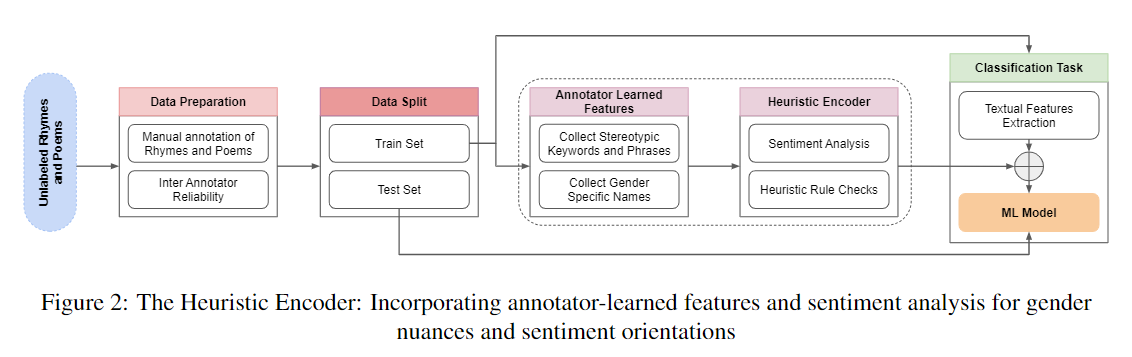 Unlabeled Rhymes
and Poems
Data Preparation
Manual annotation of
Rhymes and Poems
Inter Annotator
Reliability
Data Split
Train Set
Test Set
Annotator Learned
Features
Collect Stereotypic
Keywords and Phrases
Collect Gender
Specific Names
Heuristic Encoder
Sentiment Analysis
Heuristic Rule Checks
Classification Task
Textual Features
Extraction
ML Model
Figure 2: The Heuristic Encoder: Incorporating annotator-learned features and sentiment analysis for gender
nuances and sentiment orientations